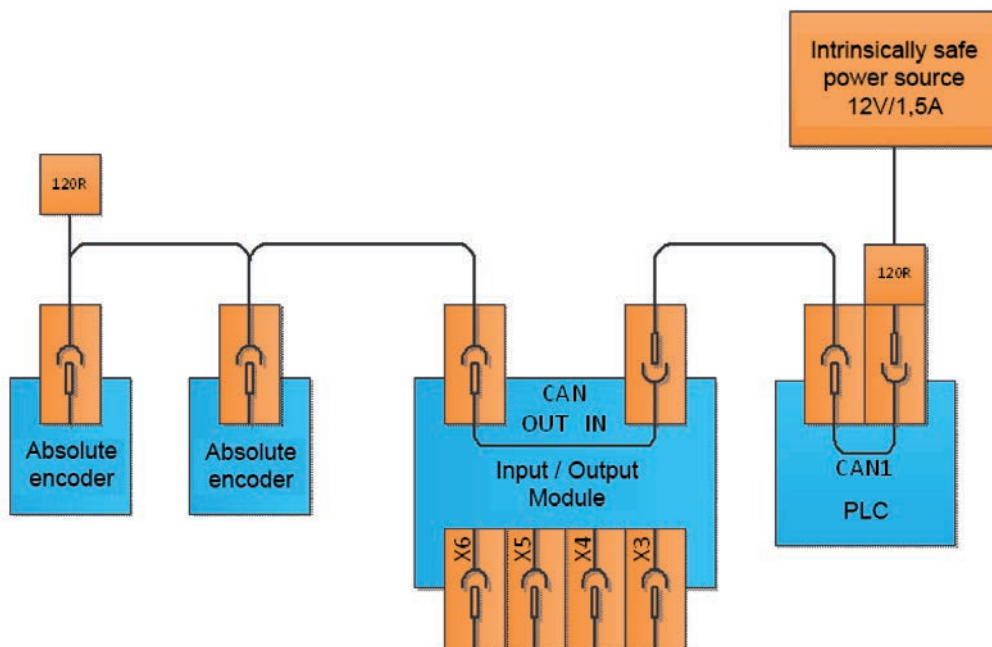 Intrinsically safe
power source
12V/1,5A
120R
120R
CAN
OUT IN
Absolute
encoder
Absolute
encoder
Input / Output
Module
CAN1
PLC
X6
X5
X4
X3